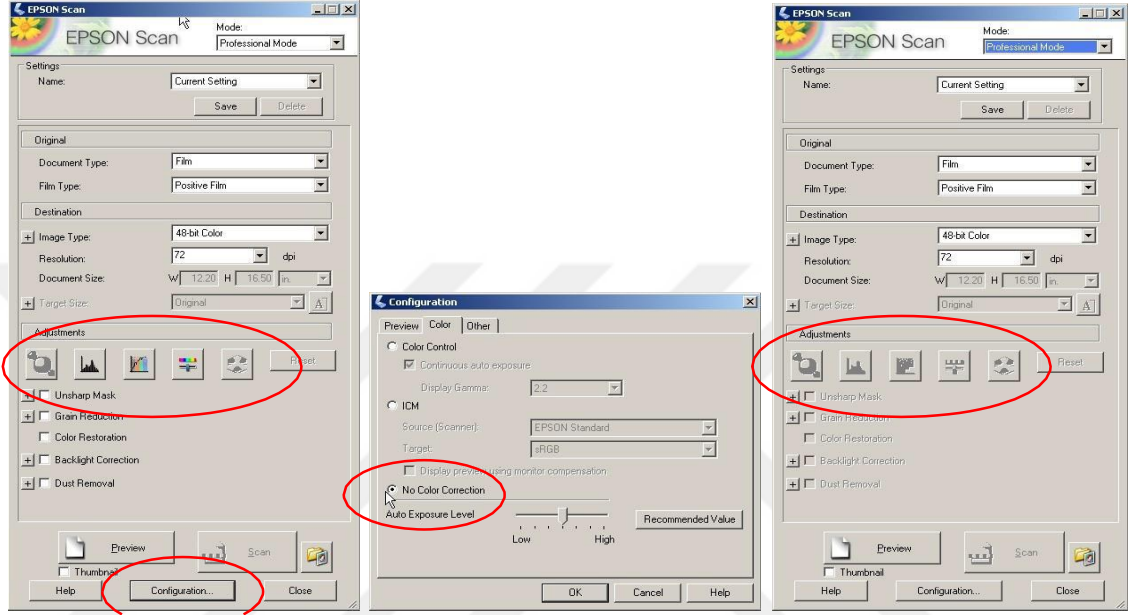 EPSON Scan
EPSON Scan
Mode:
Professional Mode
Settings
Name:
Current Setting
Save
Delete
Original
Document Type:
Film
Film Type:
Positive Film
Destination
Image Type:
48-bit Color
Resolution:
72
dpi
Document Size:
W 12.20 H 16.50 in.
Target Size:
Original
A
Adjustments
Reset
Unsharp Mask
Grain Reduction
Color Restoration
Backlight Correction
Dust Removal
Preview
Scan
Thumbnail
Help
Configuration...
Close
Configuration
Preview
Color
Other
Color Control
Continuous auto exposure
Display Gamma:
2.2
ICM
Source (Scanner):
EPSON Standard
Target:
sRGB
Display preview using monitor compensation
No Color Correction
Auto Exposure Level
Low
High
Recommended Value
OK
Cancel
Help
EPSON Scan
EPSON Scan
Mode:
Professional Mode
Settings
Name:
Current Setting
Save
Delete
Original
Document Type:
Film
Film Type:
Positive Film
Destination
Image Type:
48-bit Color
Resolution:
72
dpi
Document Size:
W 12.20 H 16.50 in.
Target Size:
Original
A
Adjustments
Reset
Unsharp Mask
Grain Reduction
Color Restoration
Backlight Correction
Dust Removal
Preview
Scan
Thumbnail
Help
Configuration...
Close